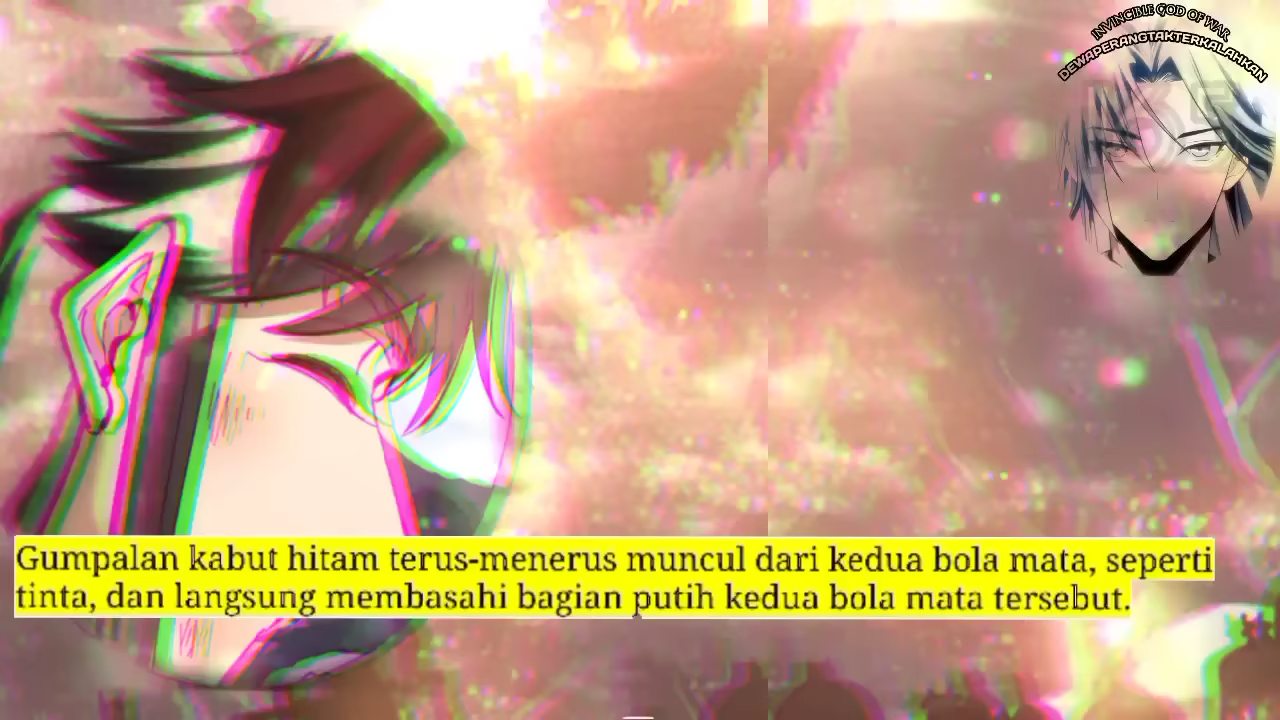 INVINCIBLE GOD OF WAR
DEWAPERANGTAKTERKALAHKAN
Gumpalan kabut hitam terus-menerus muncul dari kedua bola mata, seperti
tinta, dan langsung membasahi bagian putih kedua bola mata tersebut.